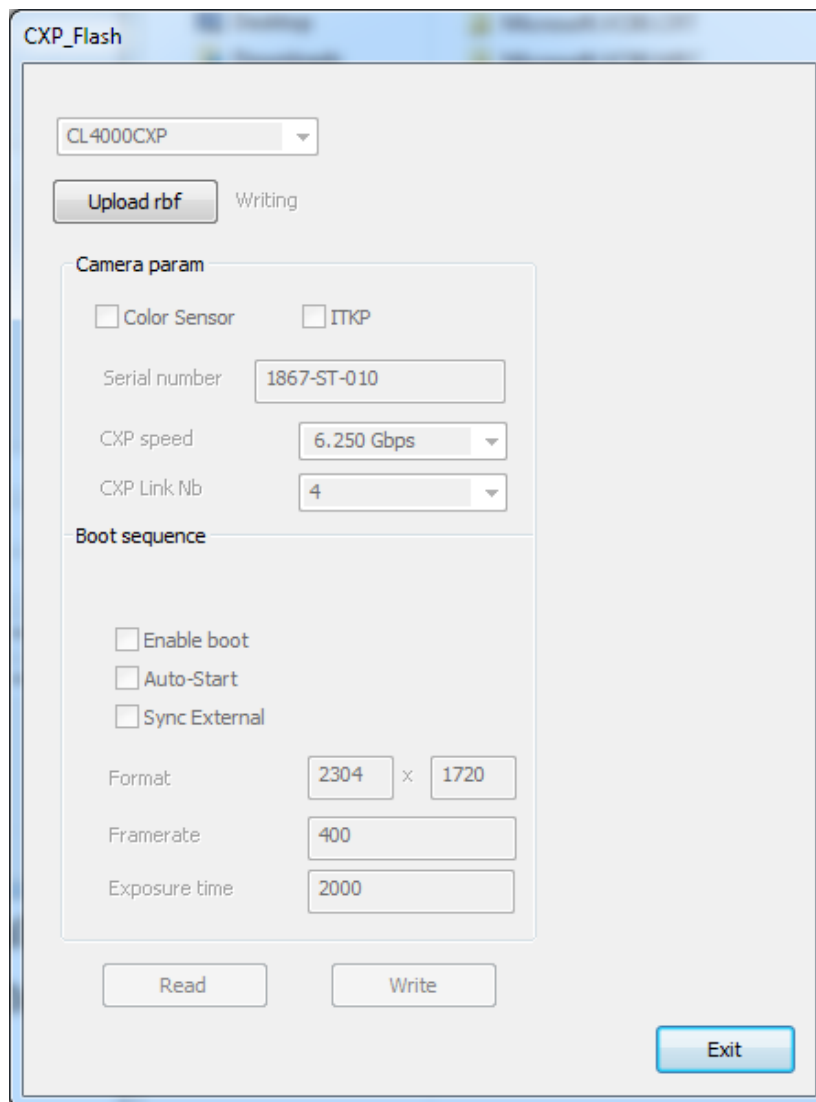 CXP_Flash
CL4000CXP
Upload rbf Writing
Camera param
Color Sensor ITKP
Serial number 1867-ST-010
CXP speed 6.250 Gbps
CXP Link Nb 4
Boot sequence
Enable boot
Auto-Start
Sync External
Format 2304 x 1720
Framerate 400
Exposure time 2000
Read Write
Exit